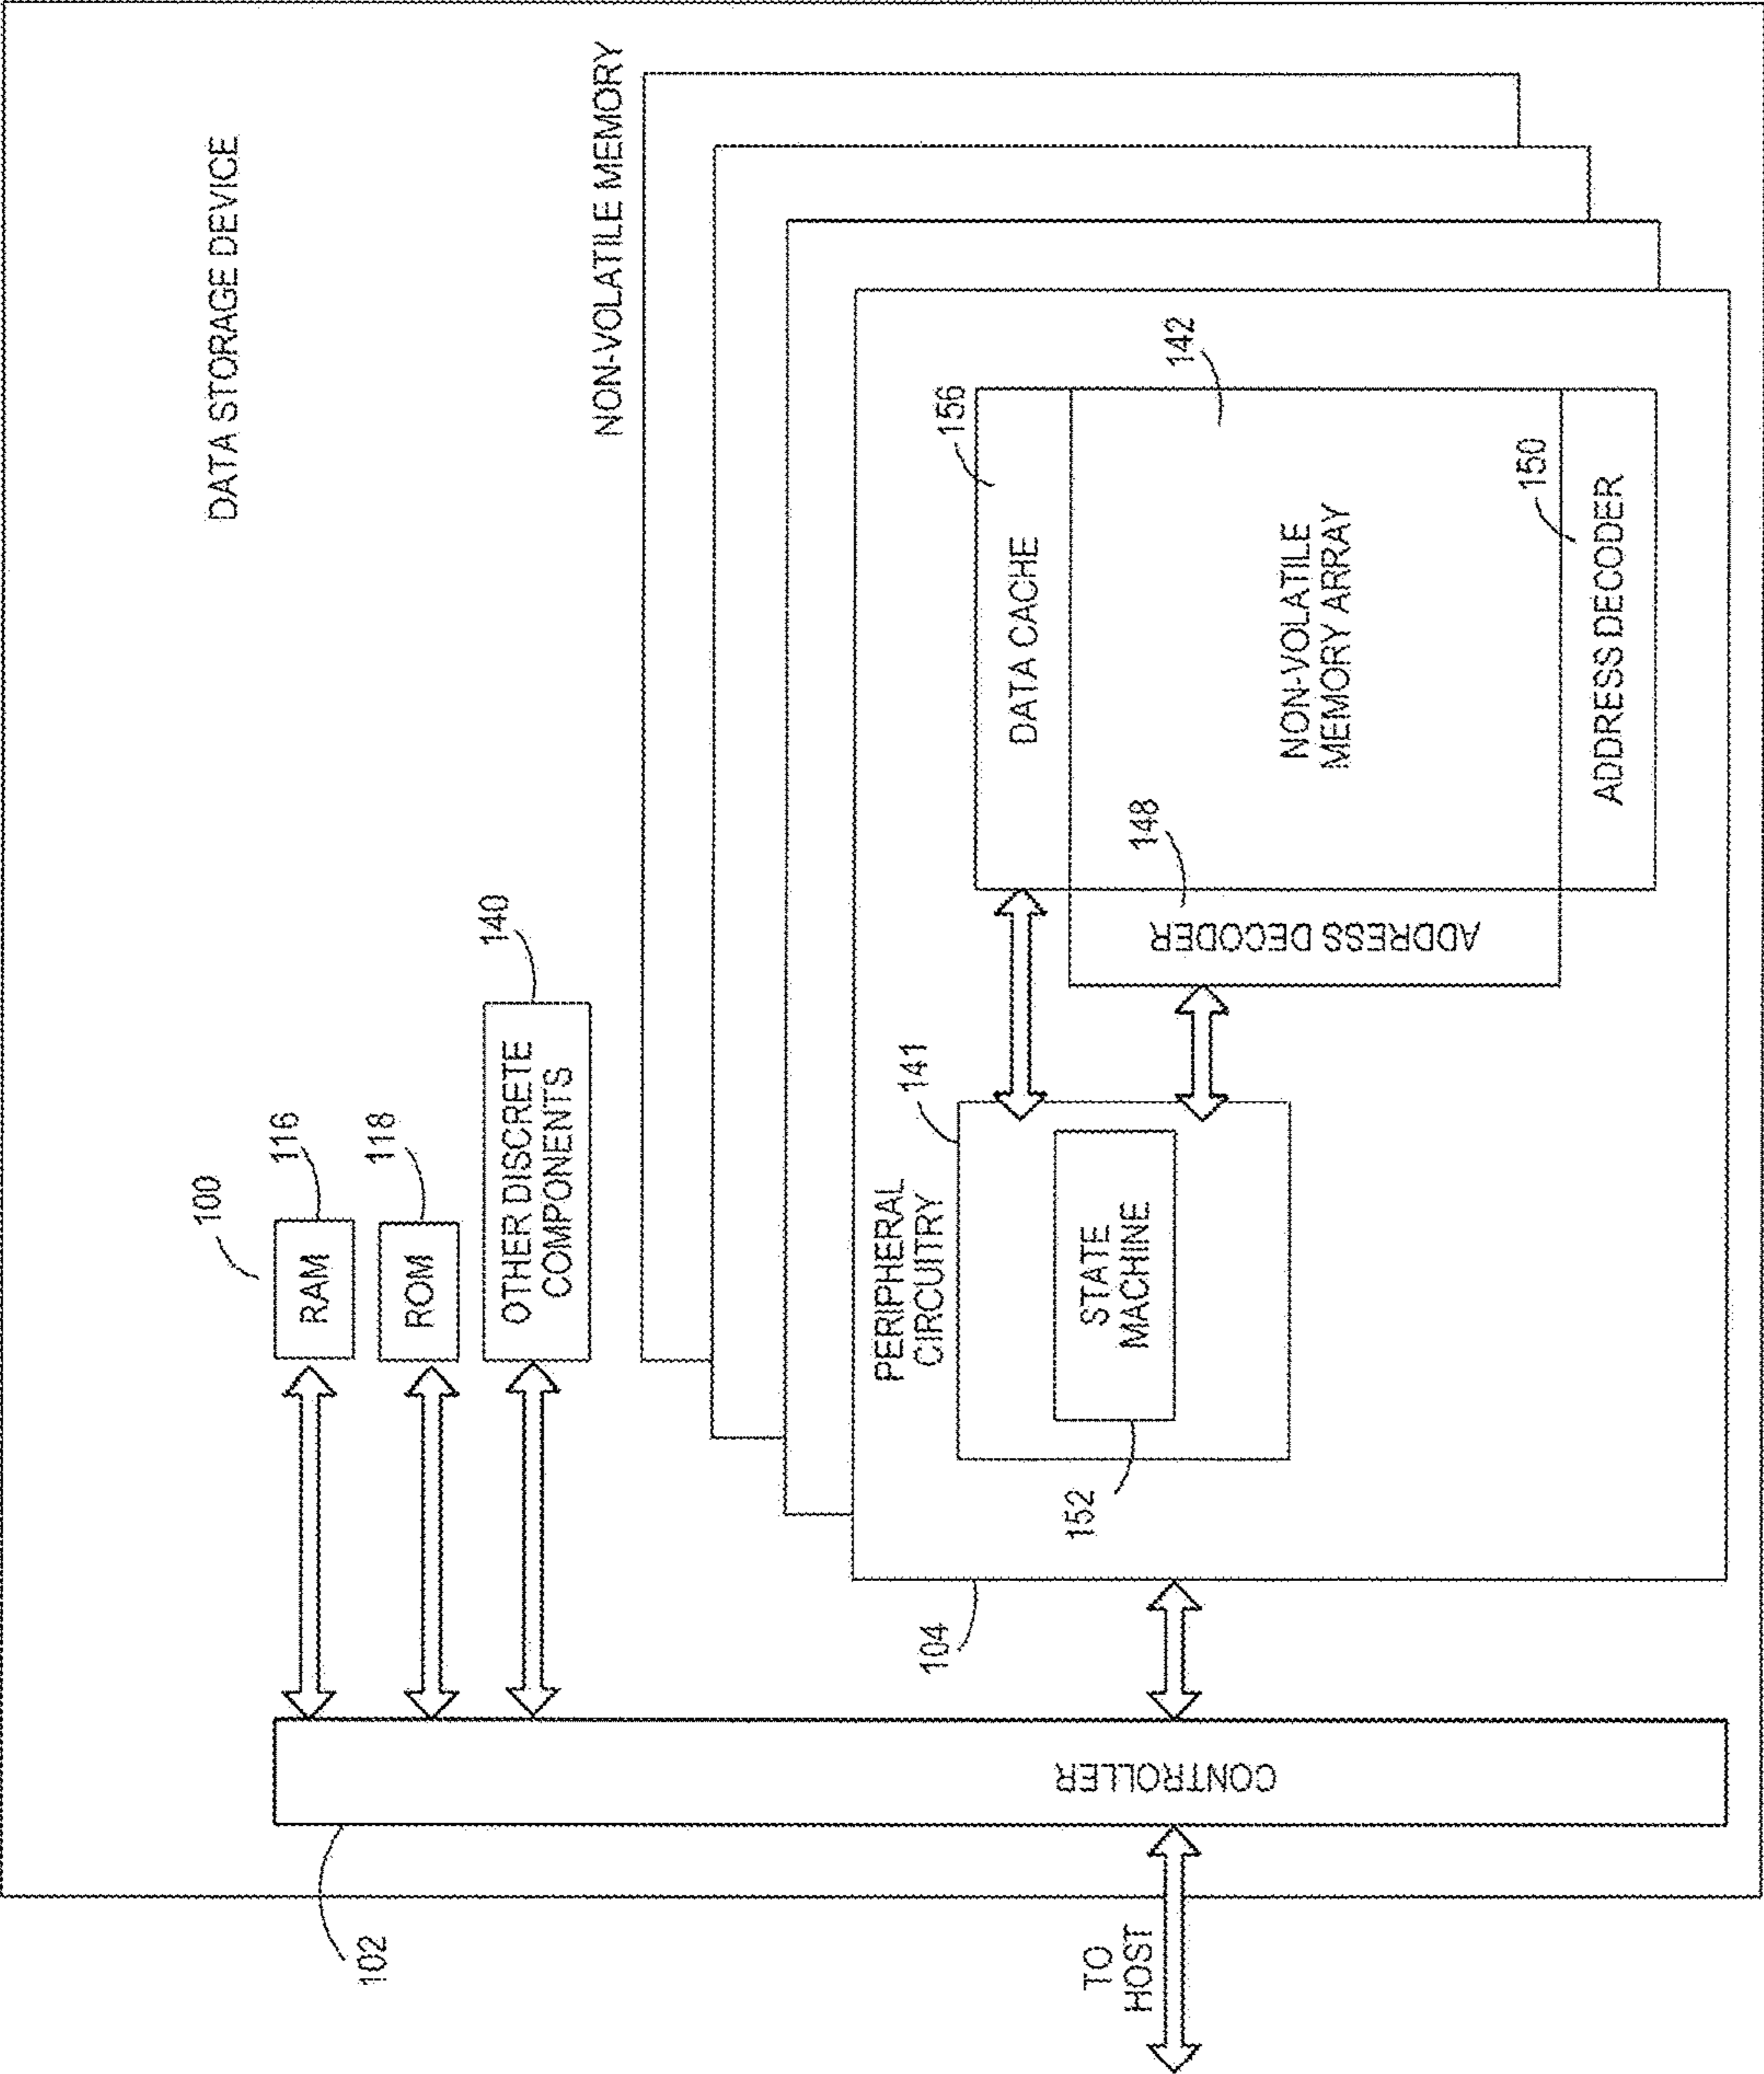 DATA STORAGE DEVICE
100
116
RAM
118
ROM
140
OTHER DISCRETE
COMPONENTS
NON-VOLATILE MEMORY
102
CONTROLLER
TO
HOST
104
PERIPHERAL
CIRCUITRY
141
STATE
MACHINE
152
156
DATA CACHE
148
ADDRESS DECODER
142
NON-VOLATILE
MEMORY ARRAY
150
ADDRESS DECODER